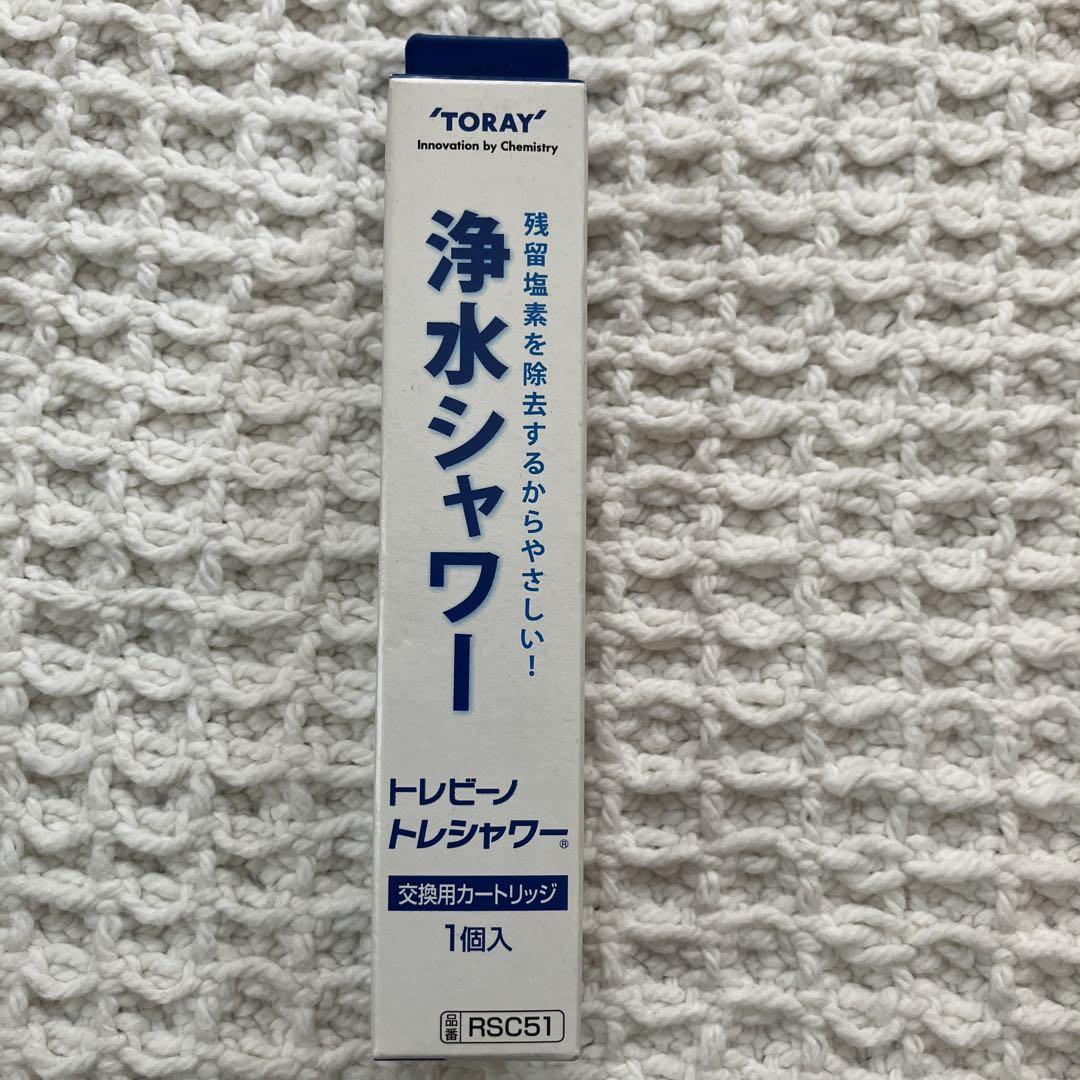 'TORAY'
Innovation by Chemistry
残留塩素を除去するからやさしい！
浄水シャワー
トレビーノ
トレシャワー®
交換用カートリッジ
1個入
品番 RSC51